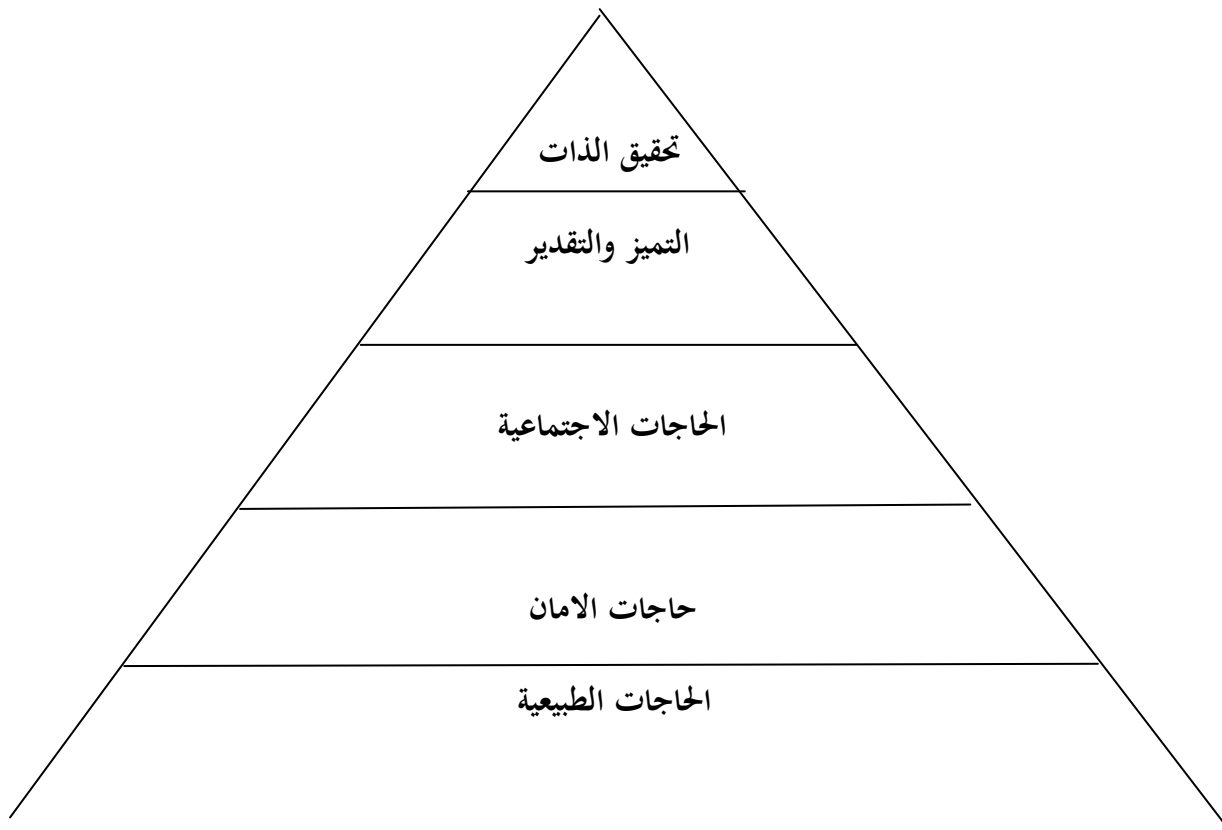 تحقيق الذات
التميز والتقدير
الحاجات الاجتماعية
حاجات الامان
الحاجات الطبيعية